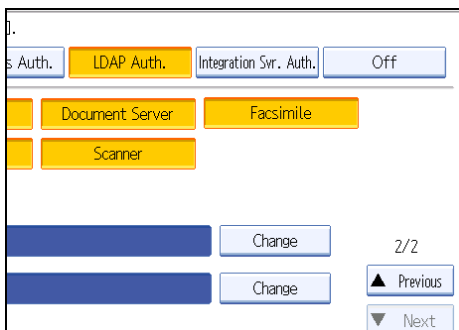 ].
s Auth. LDAP Auth. Integration Svr. Auth. Off
Document Server Facsimile
Scanner
Change 2/2
▲ Previous
Change
▼ Next